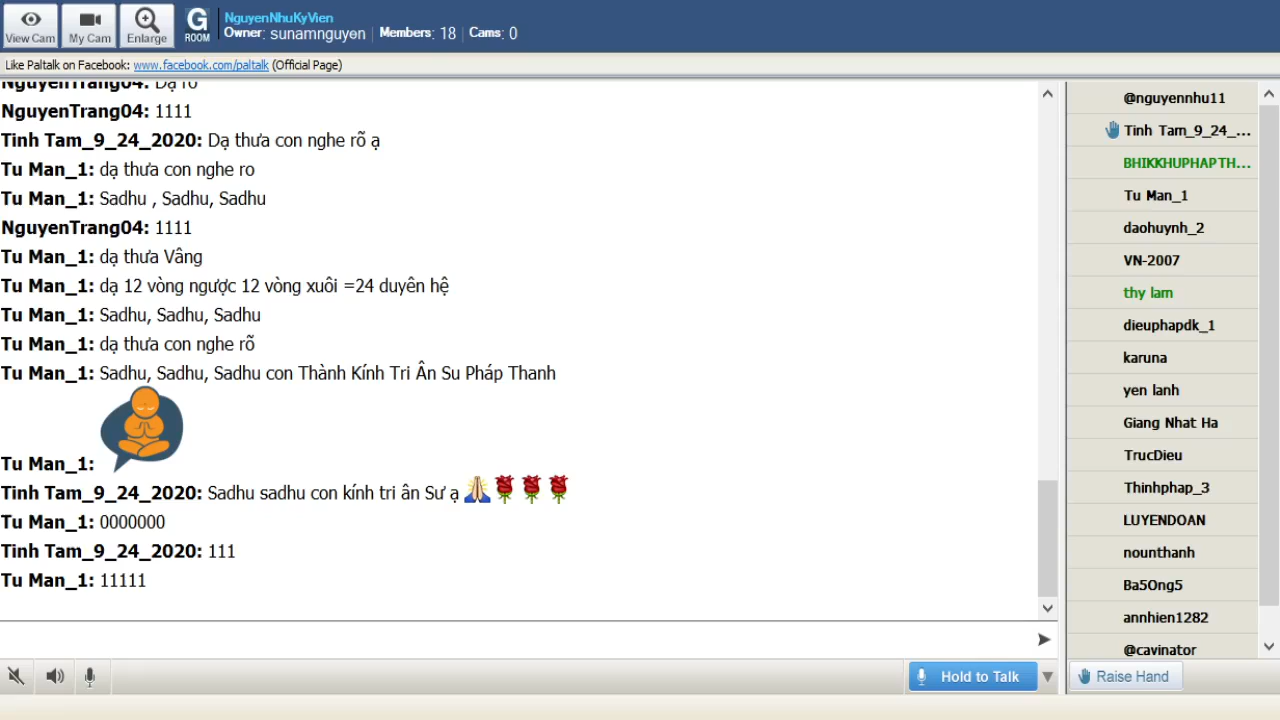 View Cam
My Cam
Enlarge
G
ROOM
NguyenNhuKyVien
Owner: sunamnguyen | Members: 18 | Cams: 0
Like Paltalk on Facebook: www.facebook.com/paltalk (Official Page)
NguyenTrang04: Dạ rõ
NguyenTrang04: 1111
Tinh Tam_9_24_2020: Dạ thưa con nghe rõ ạ
Tu Man_1: dạ thưa con nghe ro
Tu Man_1: Sadhu , Sadhu, Sadhu
NguyenTrang04: 1111
Tu Man_1: dạ thưa Vâng
Tu Man_1: dạ 12 vòng ngược 12 vòng xuôi =24 duyên hệ
Tu Man_1: Sadhu, Sadhu, Sadhu
Tu Man_1: dạ thưa con nghe rõ
Tu Man_1: Sadhu, Sadhu, Sadhu con Thành Kính Tri Ân Su Pháp Thanh
Tu Man_1:
Tinh Tam_9_24_2020: Sadhu sadhu con kính tri ân Sư ạ 🙏🌹🌹🌹
Tu Man_1: 0000000
Tinh Tam_9_24_2020: 111
Tu Man_1: 11111
@nguyennhu11
Tinh Tam_9_24_...
BHIKKHUPHAPTH...
Tu Man_1
daohuynh_2
VN-2007
thy lam
dieuphapdk_1
karuna
yen lanh
Giang Nhat Ha
TrucDieu
Thinhphap_3
LUYENDOAN
nounthanh
Ba5Ong5
annhien1282
@cavinator
Hold to Talk
Raise Hand